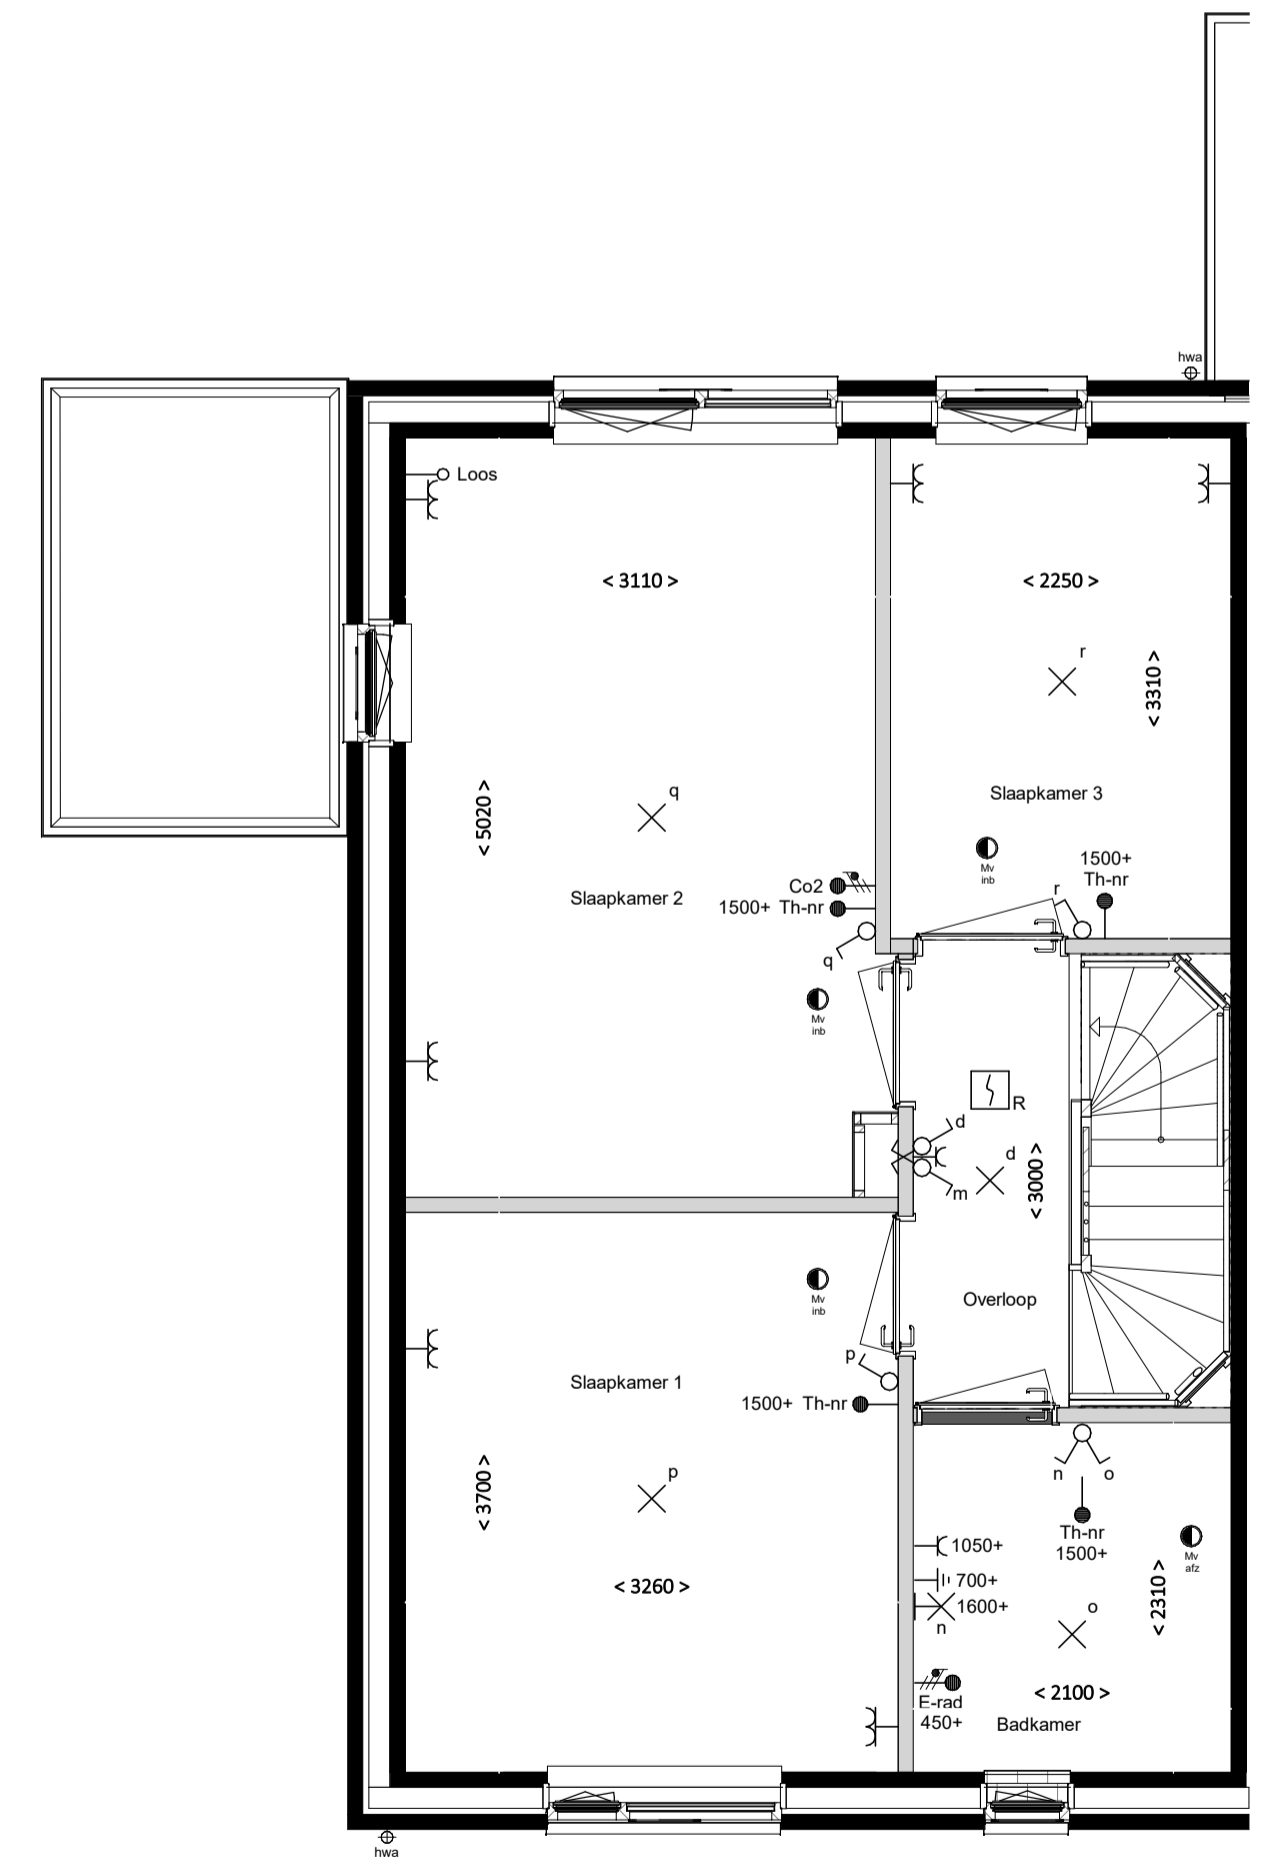 hwa
Loos
< 3110 >
< 2250 >
r
< 3310 >
q
< 5020 >
Slaapkamer 3
Slaapkamer 2
Mv
inb
1500+
Th-nr
Co2
1500+ Th-nr
r
q
Mv
inb
R
d
d
m
< 3000 >
Mv
inb
Overloop
p
Slaapkamer 1
1500+ Th-nr
n
o
p
< 3700 >
Th-nr
1500+
Mv
afz
1050+
700+
1600+
n
o
< 2310 >
< 3260 >
E-rad
450+
< 2100 >
Badkamer
hwa